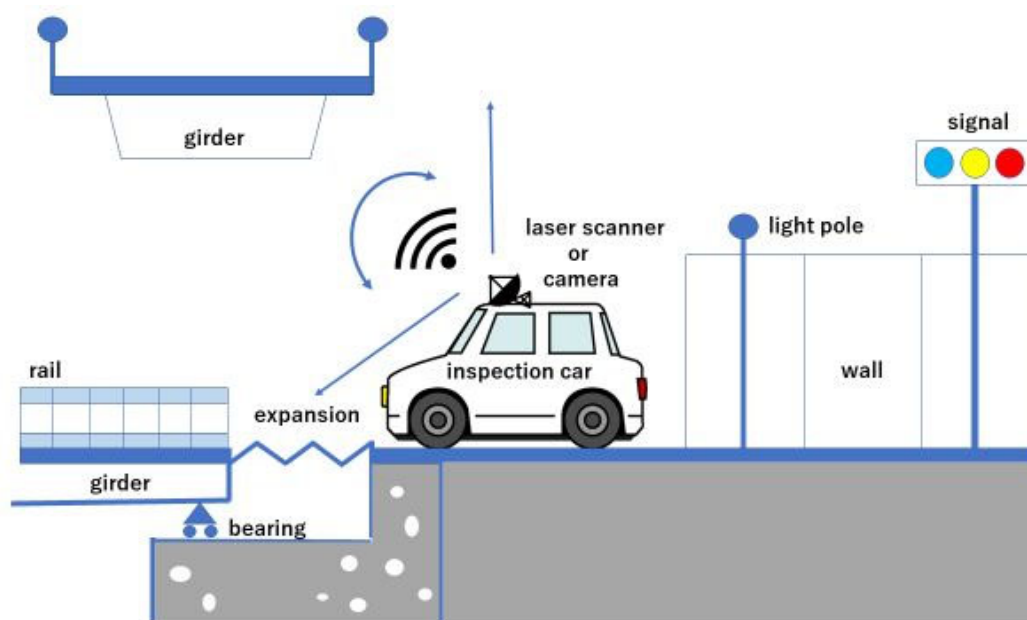 girder
signal
laser scanner
or
camera
light pole
rail
expansion
inspection car
wall
girder
bearing